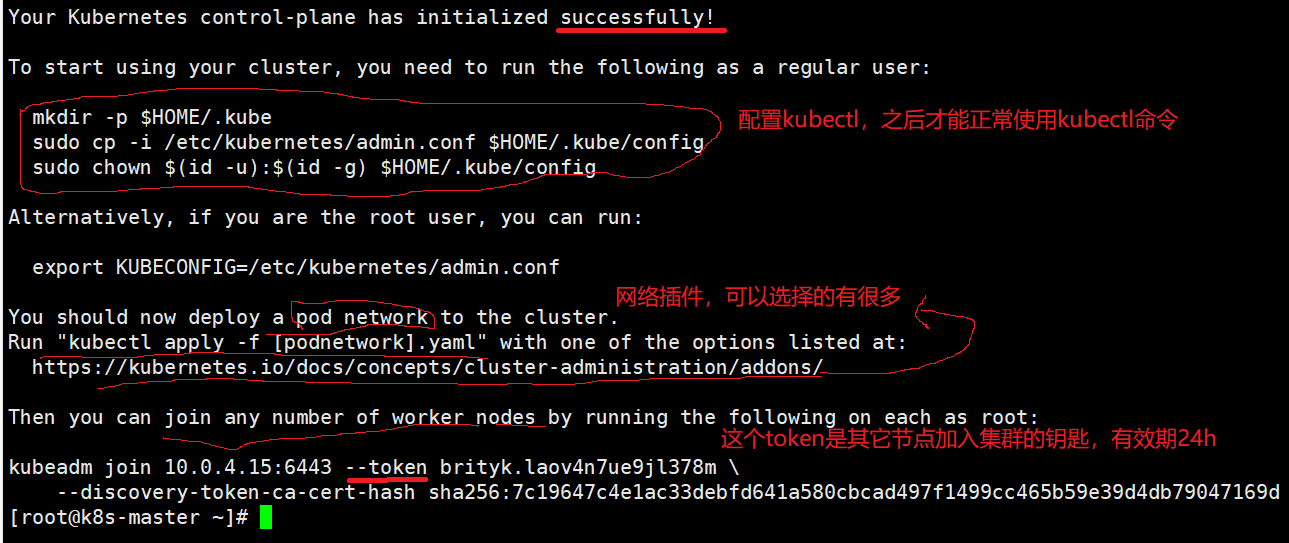 Your Kubernetes control-plane has initialized successfully!
To start using your cluster, you need to run the following as a regular user:
mkdir -p $HOME/.kube
配置kubectl，之后才能正常使用kubectl命令
sudo cp -i /etc/kubernetes/admin.conf $HOME/.kube/config
sudo chown $(id -u):$(id -g) $HOME/.kube/config
Alternatively, if you are the root user, you can run:
export KUBECONFIG=/etc/kubernetes/admin.conf
网络插件，可以选择的有很多
You should now deploy a pod network to the cluster.
Run "kubectl apply -f [podnetwork].yaml" with one of the options listed at:
https://kubernetes.io/docs/concepts/cluster-administration/addons/
Then you can join any number of worker nodes by running the following on each as root:
这个token是其它节点加入集群的钥匙，有效期24h
kubeadm join 10.0.4.15:6443 --token brityk.laov4n7ue9jl378m \
--discovery-token-ca-cert-hash sha256:7c19647c4e1ac33debfd641a580cbcad497f1499cc465b59e39d4db79047169d
[root@k8s-master ~]#